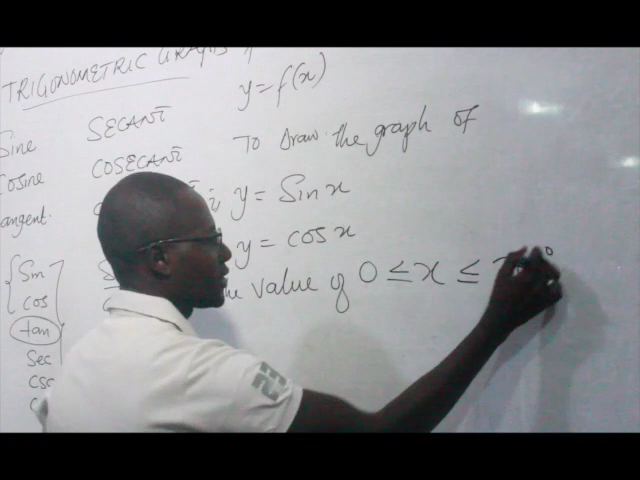 TRIGONOMETRIC GRAPHS
y = f(x)
Sine SECANT To Draw the graph of
Cosine COSECANT
tangent y = Sin x
y = cos x
value of 0 ≤ x ≤
Sin
cos
tan
Sec
csc